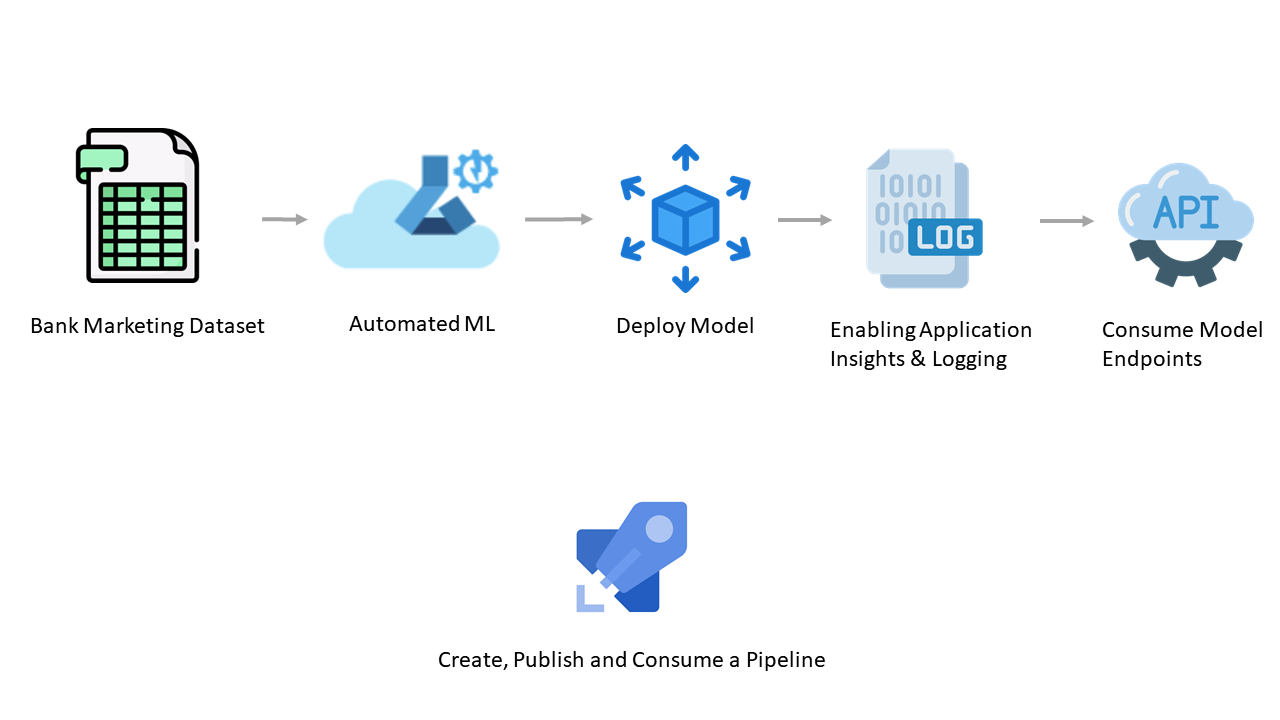 10101
01010
10
LOG
API
Bank Marketing Dataset
Automated ML
Deploy Model
Enabling Application
Insights & Logging
Consume Model
Endpoints
Create, Publish and Consume a Pipeline